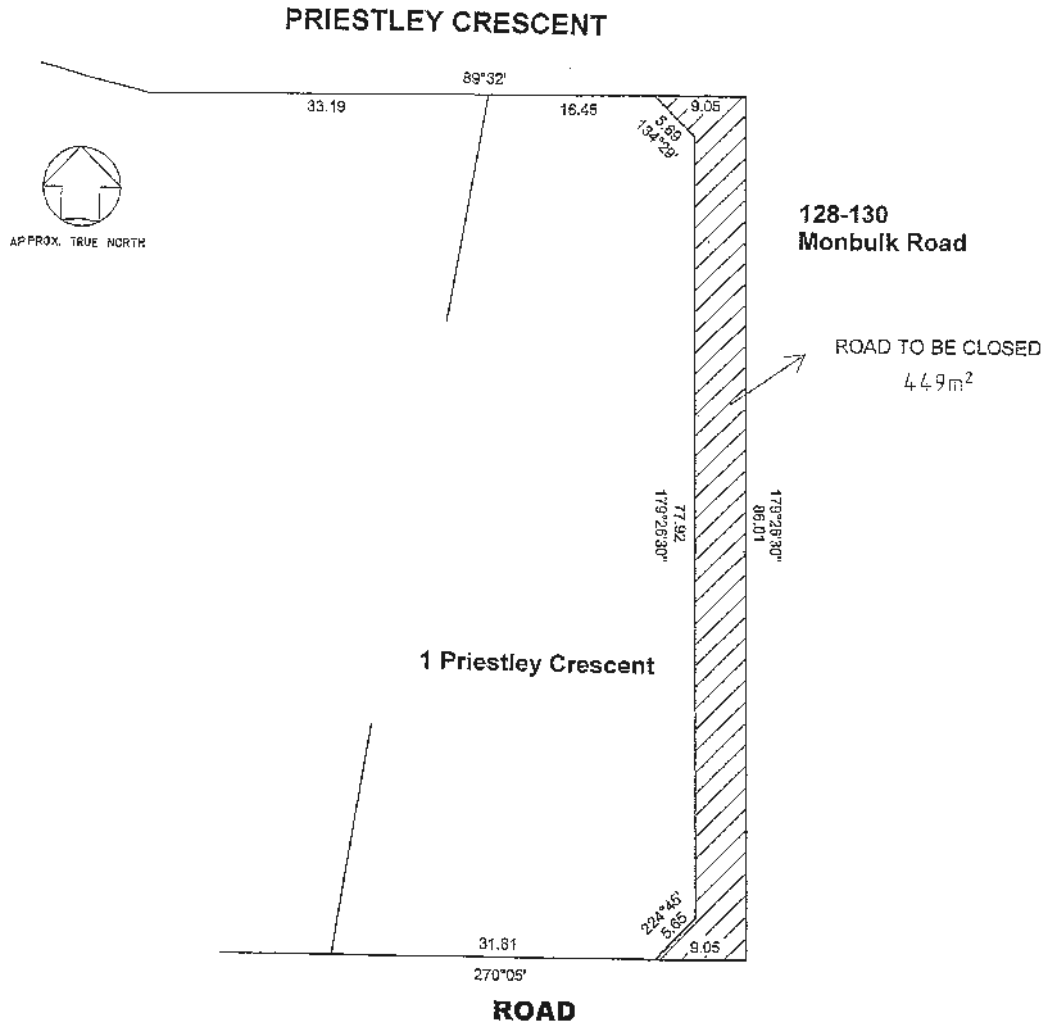 PRIESTLEY CRESCENT
89°32'
33.19
16.45
9.05
5.69
134°29'
APPROX. TRUE NORTH
128-130
Monbulk Road
ROAD TO BE CLOSED
449m²
77.92
179°26'30"
179°26'30"
86.01
1 Priestley Crescent
224°45'
5.65
31.81
9.05
270°05'
ROAD